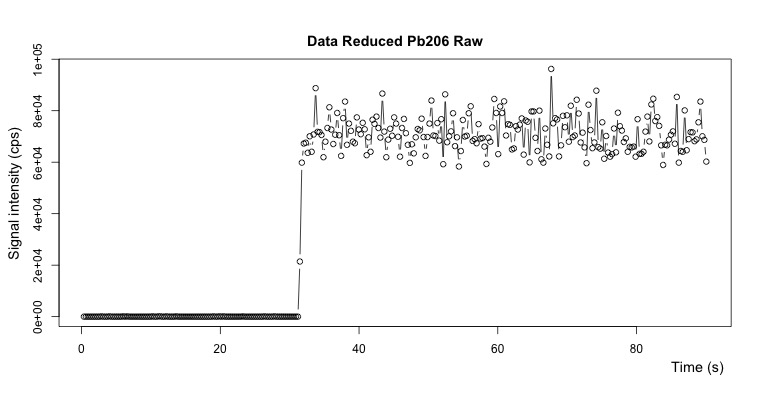 Data Reduced Pb206 Raw
Signal intensity (cps)
1e+05
8e+04
6e+04
4e+04
2e+04
0e+00
0 20 40 60 80
Time (s)